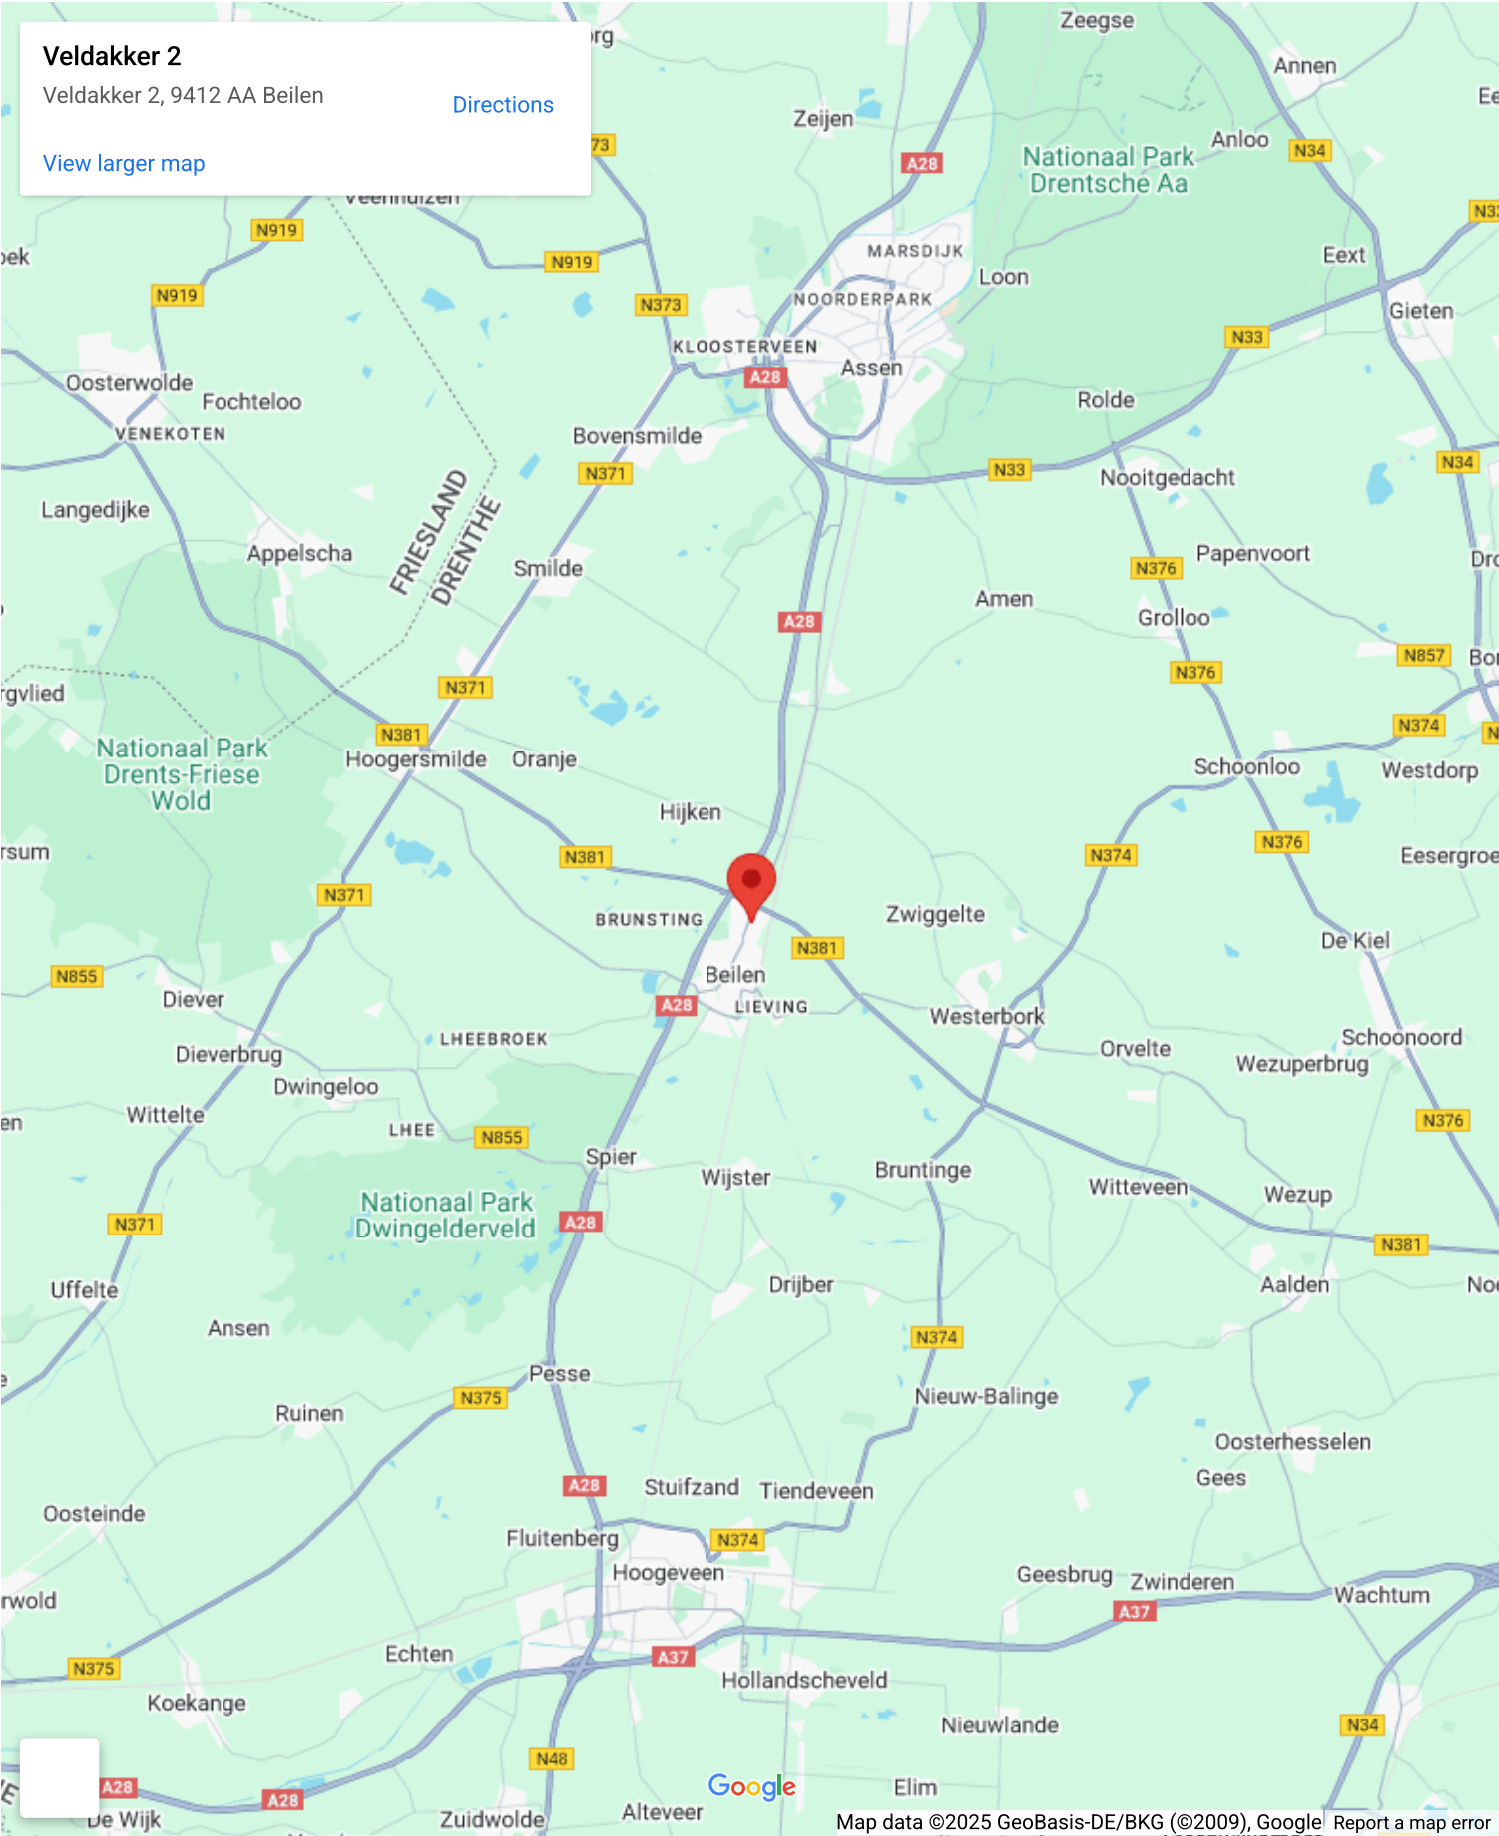 Veldakker 2
Veldakker 2, 9412 AA Beilen
Directions
View larger map
Zeegse
Annen
Zeijen
Anloo
N34
A28
Nationaal Park
Drentsche Aa
73
Veenhuizen
N919
N919
N919
N373
MARSDIJK
Loon
Eext
NOORDERPARK
Gieten
N33
KLOOSTERVEEN
Assen
A28
Oosterwolde
Fochteloo
Rolde
VENEKOTEN
Bovensmilde
N371
N33
N34
Nooitgedacht
Langedijke
FRIESLAND
DRENTHE
Appelscha
Smilde
N376
Papenvoort
Amen
Grolloo
A28
N857
N376
N371
rgvlied
N381
N374
Nationaal Park
Drents-Friese
Wold
Hoogersmilde
Oranje
Schoonloo
Westdorp
Hijken
N381
N374
N376
rsum
Eesergroe
N371
BRUNSTING
Zwiggelte
N381
De Kiel
N855
Beilen
Diever
A28
LIEVING
Westerbork
LHEEBROEK
Schoonoord
Orvelte
Wezuperbrug
Dieverbrug
Dwingeloo
Wittelte
LHEE
N855
N376
Spier
Wijster
Bruntinge
Witteveen
Wezup
Nationaal Park
Dwingelderveld
N371
A28
N381
Uffelte
Drijber
Aalden
Ansen
N374
Pesse
N375
Nieuw-Balinge
Ruinen
Oosterhesselen
Gees
A28
Stuifzand
Tiendeveen
Oosteinde
Fluitenberg
N374
Hoogeveen
Geesbrug
Zwinderen
rwold
Wachtum
A37
Echten
A37
N375
Hollandscheveld
Koekange
Nieuwlande
N34
N48
A28
A28
Google
Elim
De Wijk
Zuidwolde
Alteveer
Map data ©2025 GeoBasis-DE/BKG (©2009), Google
Report a map error